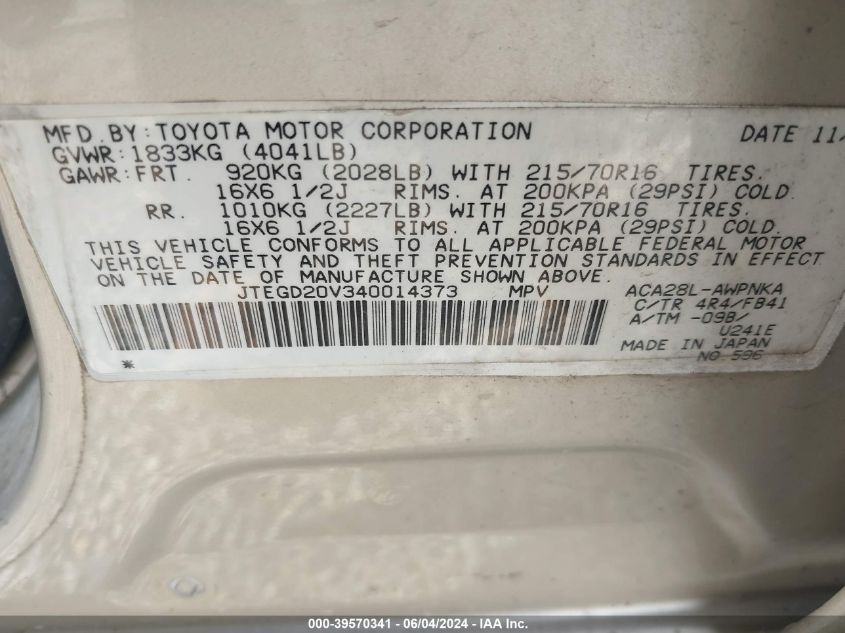 MFD. BY: TOYOTA MOTOR CORPORATION DATE 11/
GVWR: 1833KG (4041LB)
GAWR: FRT. 920KG (2028LB) WITH 215/70R16 TIRES.
16X6 1/2J RIMS. AT 200KPA (29PSI) COLD.
RR. 1010KG (2227LB) WITH 215/70R16 TIRES.
16X6 1/2J RIMS. AT 200KPA (29PSI) COLD.
THIS VEHICLE CONFORMS TO ALL APPLICABLE FEDERAL MOTOR
VEHICLE SAFETY AND THEFT PREVENTION STANDARDS IN EFFECT
ON THE DATE OF MANUFACTURE SHOWN ABOVE.
JTEGD20V340014373 MPV ACA28L-AWPNKA
C/TR 4R4/FB41
A/TM -09B/
U241E
MADE IN JAPAN
NO 596
*
000-39570341 - 06/04/2024 - IAA Inc.